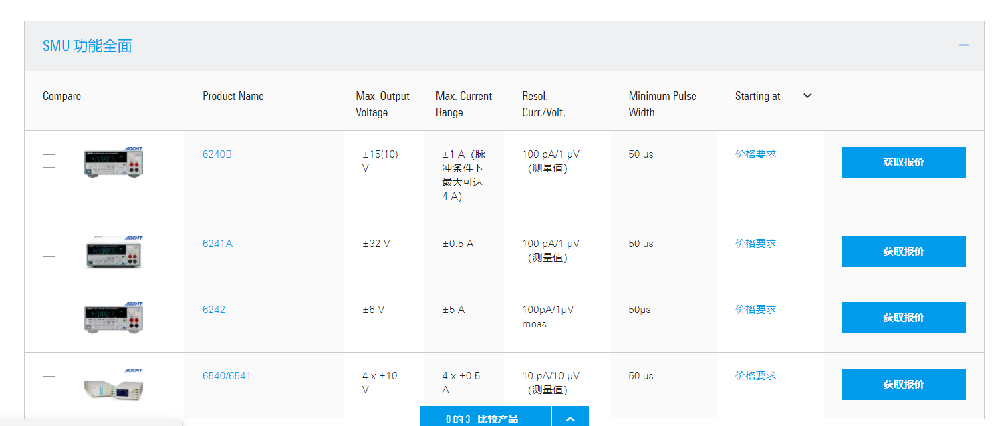 SMU 功能全面
Compare
Product Name
Max. Output
Voltage
Max. Current
Range
Resol.
Curr./Volt.
Minimum Pulse
Width
Starting at
ADCMT
6240B
±15(10)
V
±1 A（脉
冲条件下
最大可达
4 A）
100 pA/1 µV
（测量值）
50 µs
价格要求
获取报价
ADCMT
6241A
±32 V
±0.5 A
100 pA/1 µV
（测量值）
50 µs
价格要求
获取报价
ADCMT
6242
±6 V
±5 A
100pA/1µV
meas.
50µs
价格要求
获取报价
ADCMT
6540/6541
4 x ±10
V
4 x ±0.5
A
10 pA/10 µV
（测量值）
50 µs
价格要求
获取报价
0 的 3 比较产品